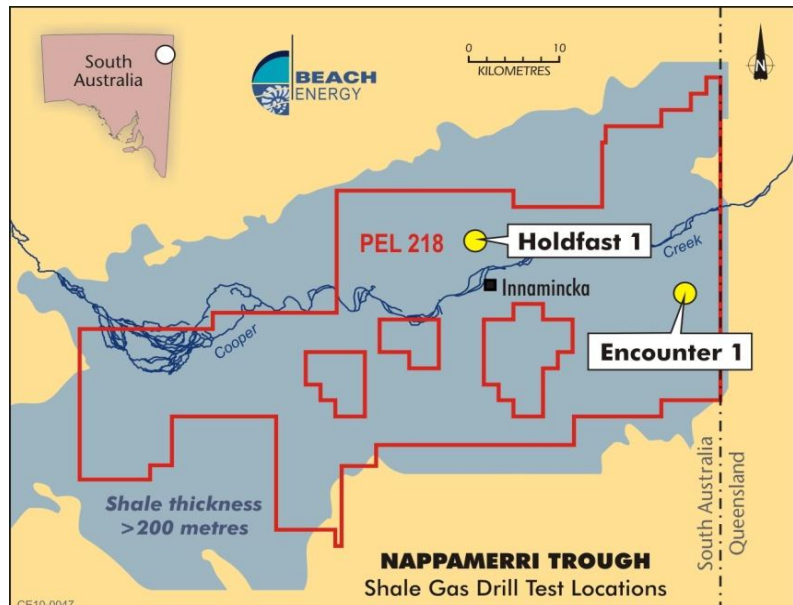 South
Australia
BEACH
ENERGY
0 10
KILOMETRES
N
PEL 218
Holdfast 1
Creek
Innamincka
Cooper
Encounter 1
Shale thickness
>200 metres
South Australia
Queensland
NAPPAMERRI TROUGH
Shale Gas Drill Test Locations